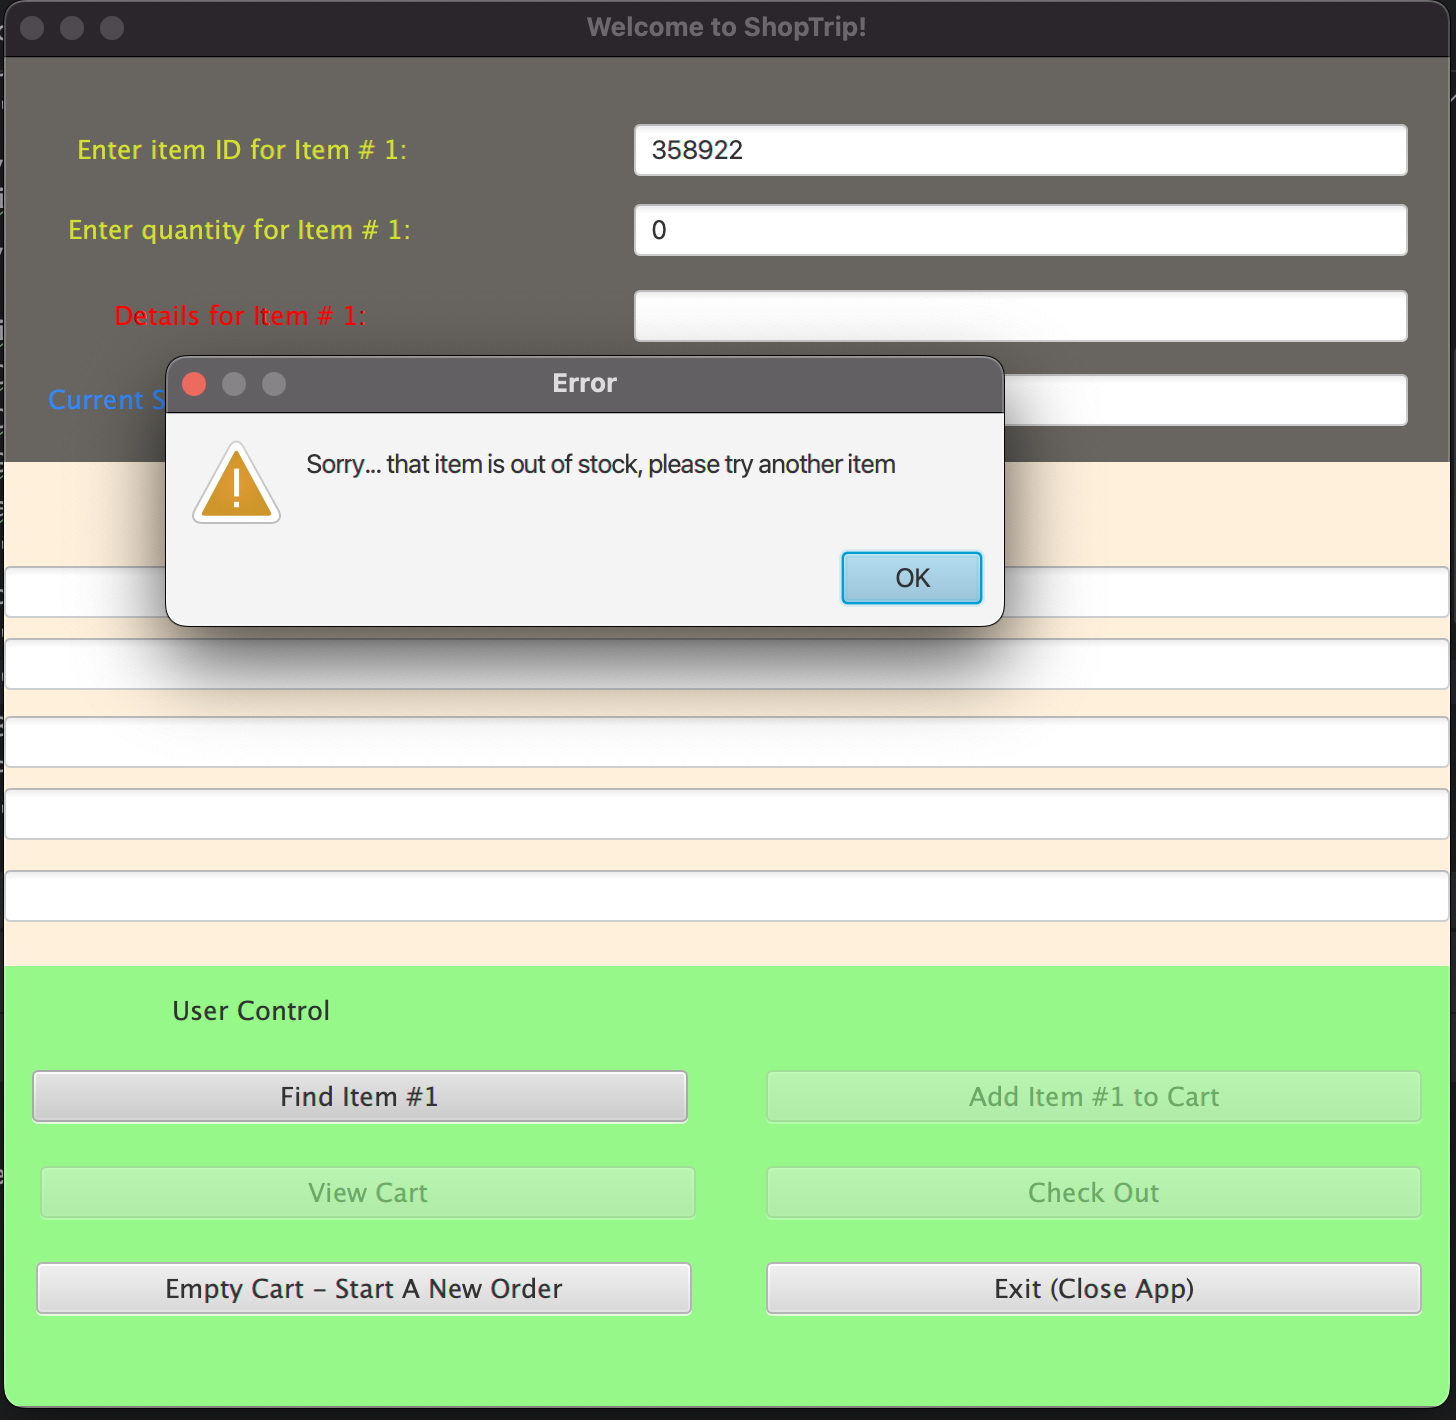 Welcome to ShopTrip!
Enter item ID for Item # 1:
358922
Enter quantity for Item # 1:
0
Details for Item # 1:
Current S
Error
Sorry... that item is out of stock, please try another item
OK
User Control
Find Item #1
Add Item #1 to Cart
View Cart
Check Out
Empty Cart – Start A New Order
Exit (Close App)